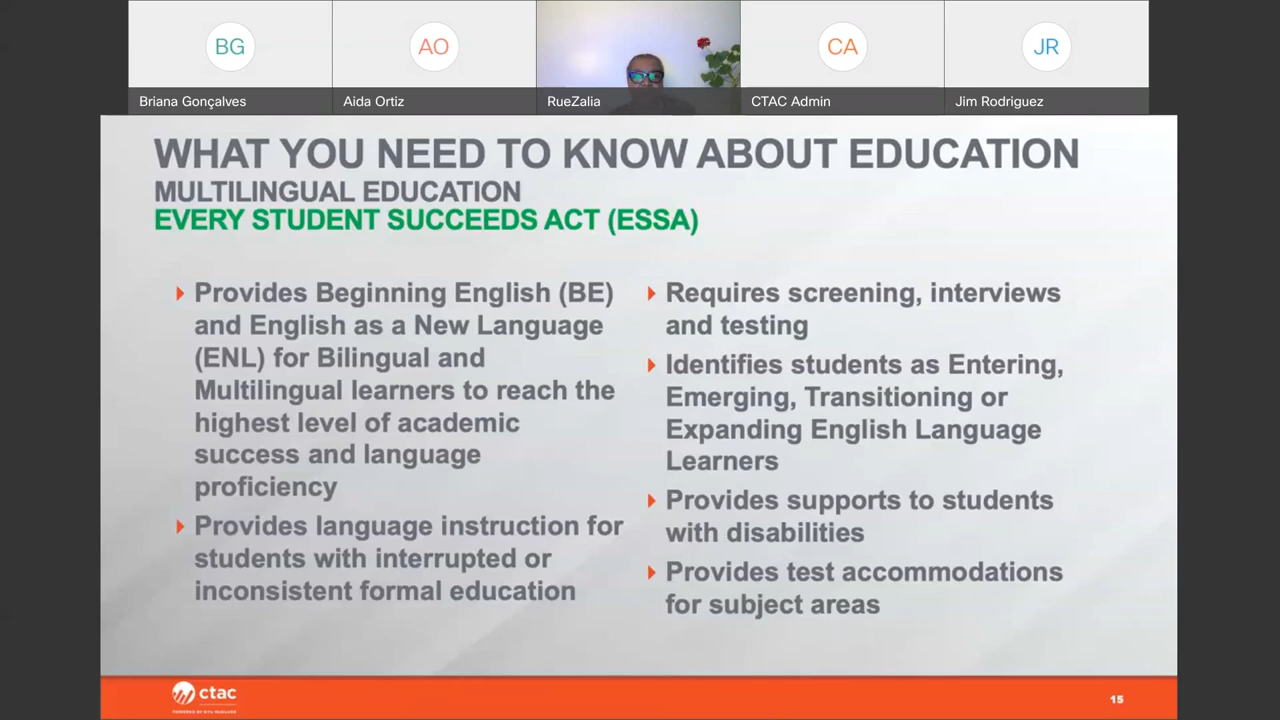 BG
AO
CA
JR
Briana Gonçalves
Aida Ortiz
RueZalia
CTAC Admin
Jim Rodriguez
WHAT YOU NEED TO KNOW ABOUT EDUCATION
MULTILINGUAL EDUCATION
EVERY STUDENT SUCCEEDS ACT (ESSA)
Provides Beginning English (BE)
and English as a New Language
(ENL) for Bilingual and
Multilingual learners to reach the
highest level of academic
success and language
proficiency
Provides language instruction for
students with interrupted or
inconsistent formal education
Requires screening, interviews
and testing
Identifies students as Entering,
Emerging, Transitioning or
Expanding English Language
Learners
Provides supports to students
with disabilities
Provides test accommodations
for subject areas
ctac
15